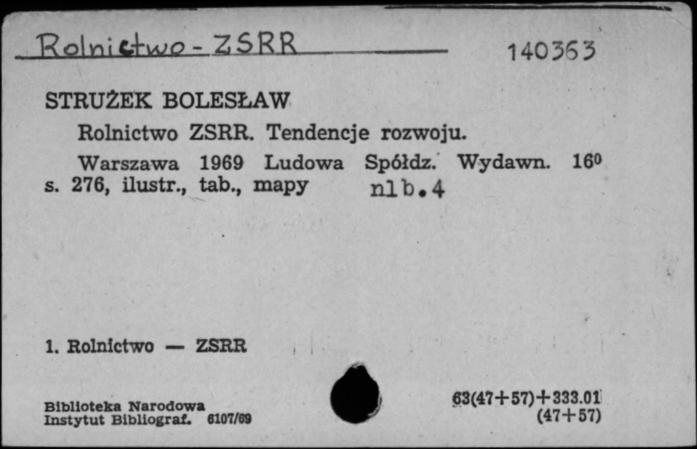 Rolnictwo - ZSRR
140363
STRUŻEK BOLESŁAW
Rolnictwo ZSRR. Tendencje rozwoju.
Warszawa 1969 Ludowa Spółdz. Wydawn. 16⁰
s. 276, ilustr., tab., mapy nlb.4
1. Rolnictwo — ZSRR
Biblioteka Narodowa
Instytut Bibliograf. 6107/69
63(47+57)+333.01
(47+57)